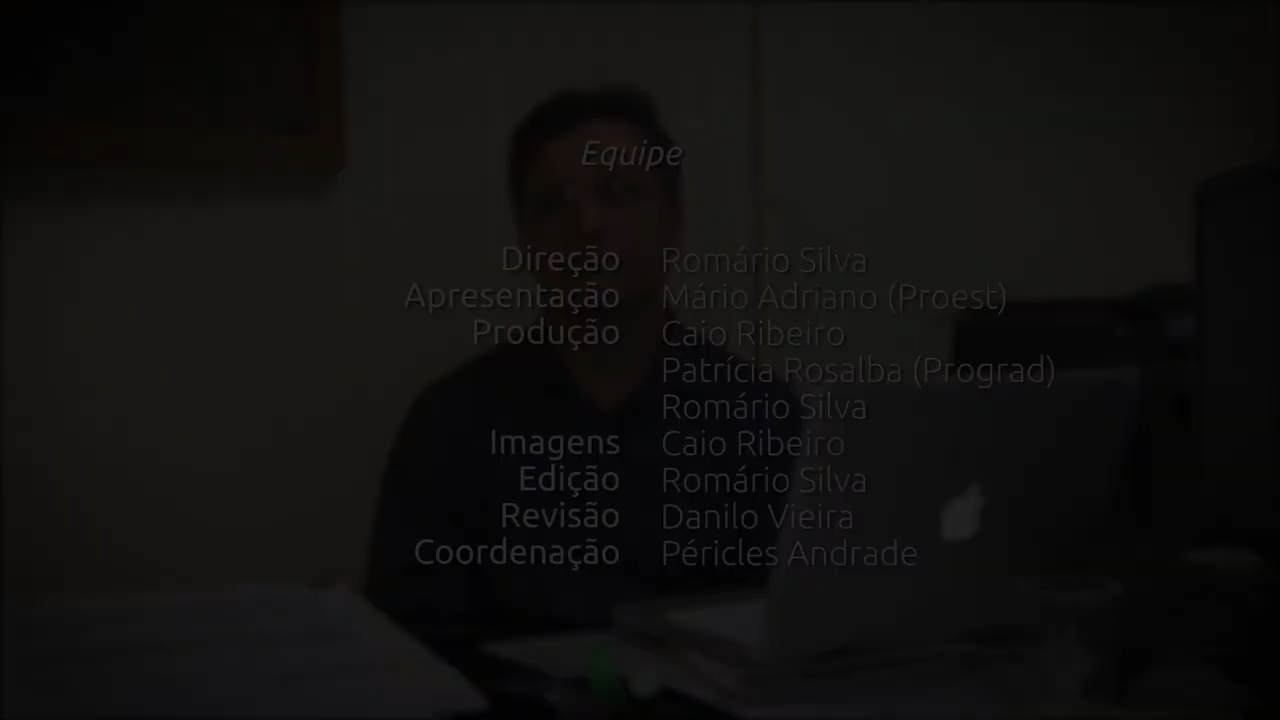 Equipe
Direção Romário Silva
Apresentação Mário Adriano (Proest)
Produção Caio Ribeiro
Patrícia Rosalba (Prograd)
Romário Silva
Imagens Caio Ribeiro
Edição Romário Silva
Revisão Danilo Vieira
Coordenação Péricles Andrade